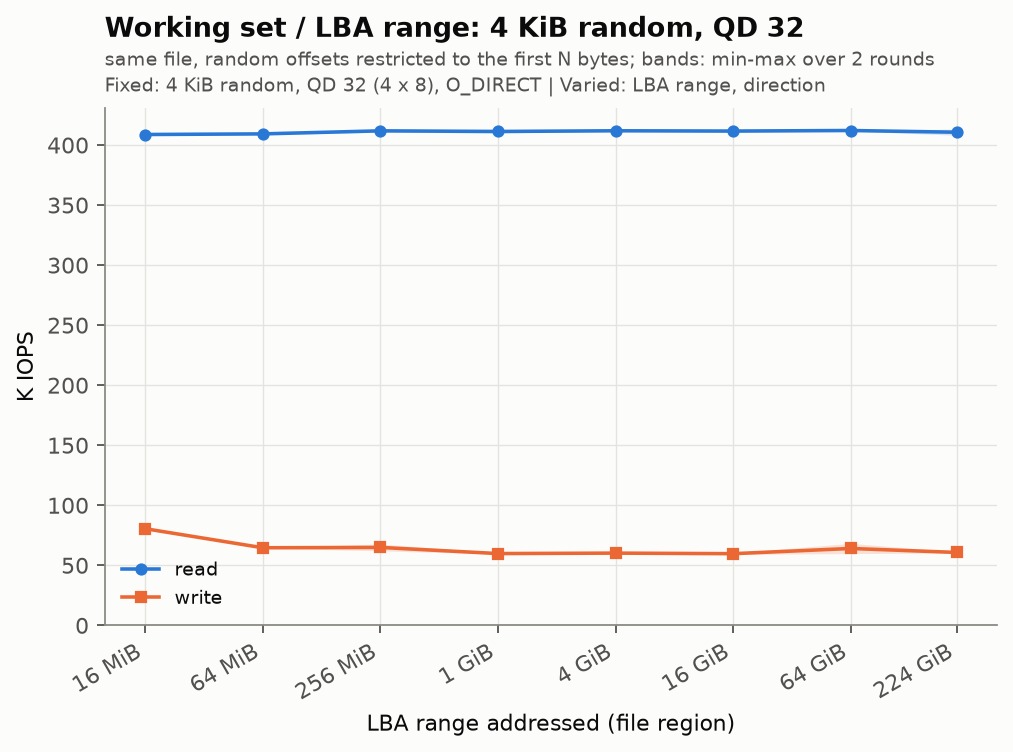 Working set / LBA range: 4 KiB random, QD 32
same file, random offsets restricted to the first N bytes; bands: min-max over 2 rounds
Fixed: 4 KiB random, QD 32 (4 x 8), O_DIRECT | Varied: LBA range, direction
K IOPS
400
350
300
250
200
150
100
50
0
read
write
16 MiB
64 MiB
256 MiB
1 GiB
4 GiB
16 GiB
64 GiB
224 GiB
LBA range addressed (file region)